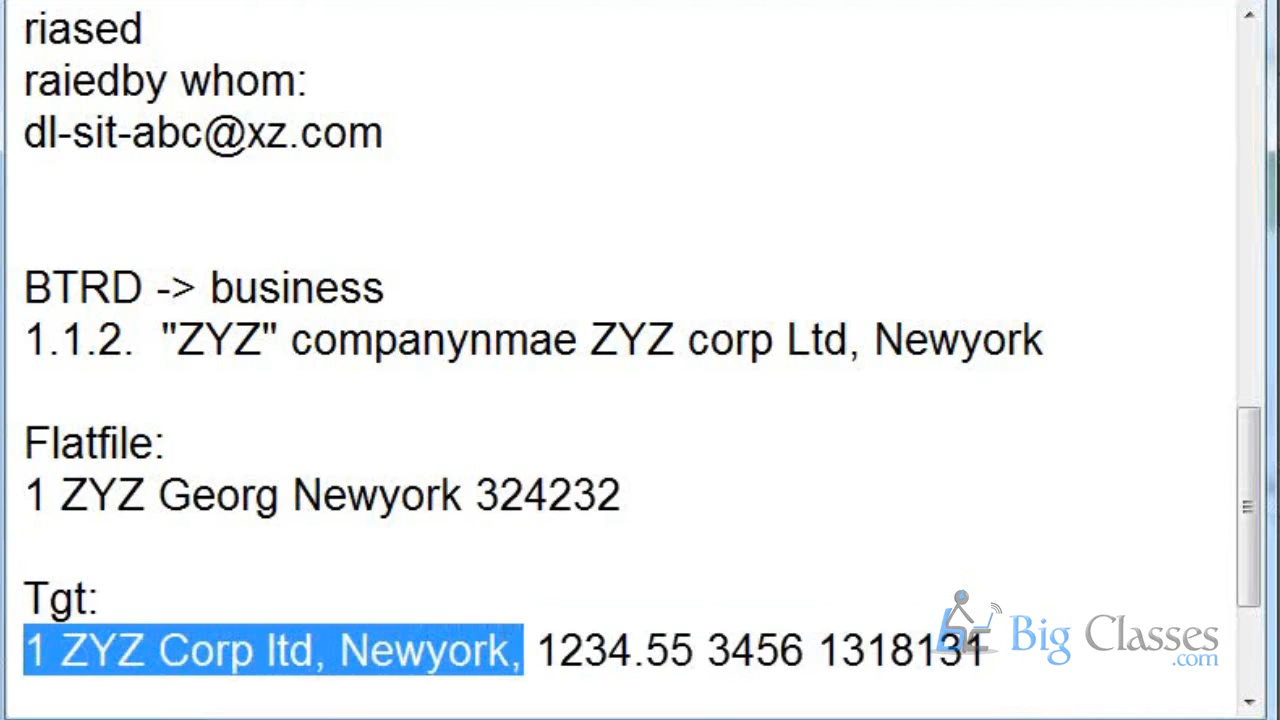 riased
raiedby whom:
dl-sit-abc@xz.com
BTRD -> business
1.1.2. "ZYZ" companynmae ZYZ corp Ltd, Newyork
Flatfile:
1 ZYZ Georg Newyork 324232
Tgt:
1 ZYZ Corp ltd, Newyork, 1234.55 3456 1318131
Big Classes
.com